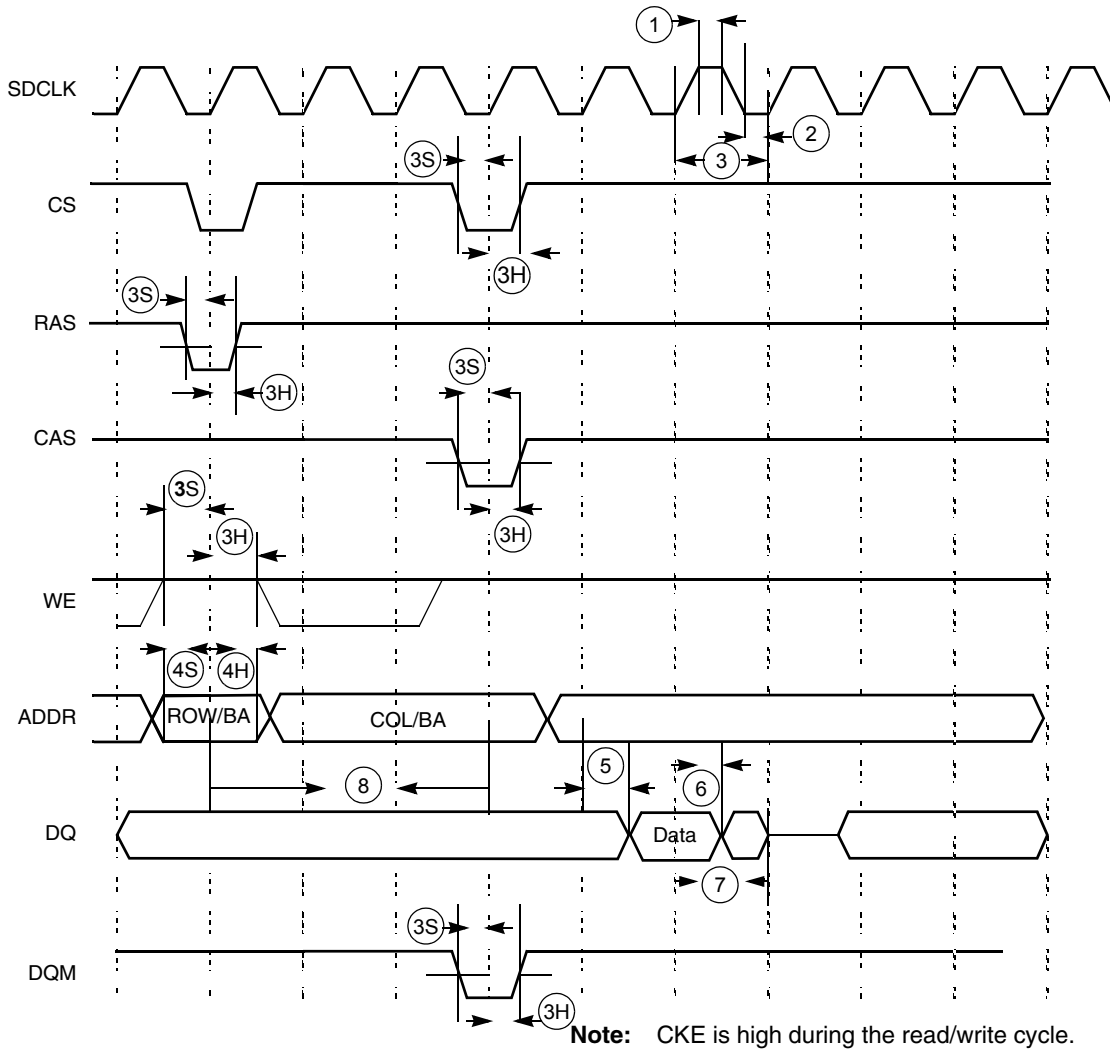 1
SDCLK
2
3S
3
CS
3H
3S
RAS
3S
3H
CAS
3S
3H
3H
WE
4S 4H
ADDR ROW/BA COL/BA
5
8 6
DQ Data
7
3S
DQM
3H
Note: CKE is high during the read/write cycle.